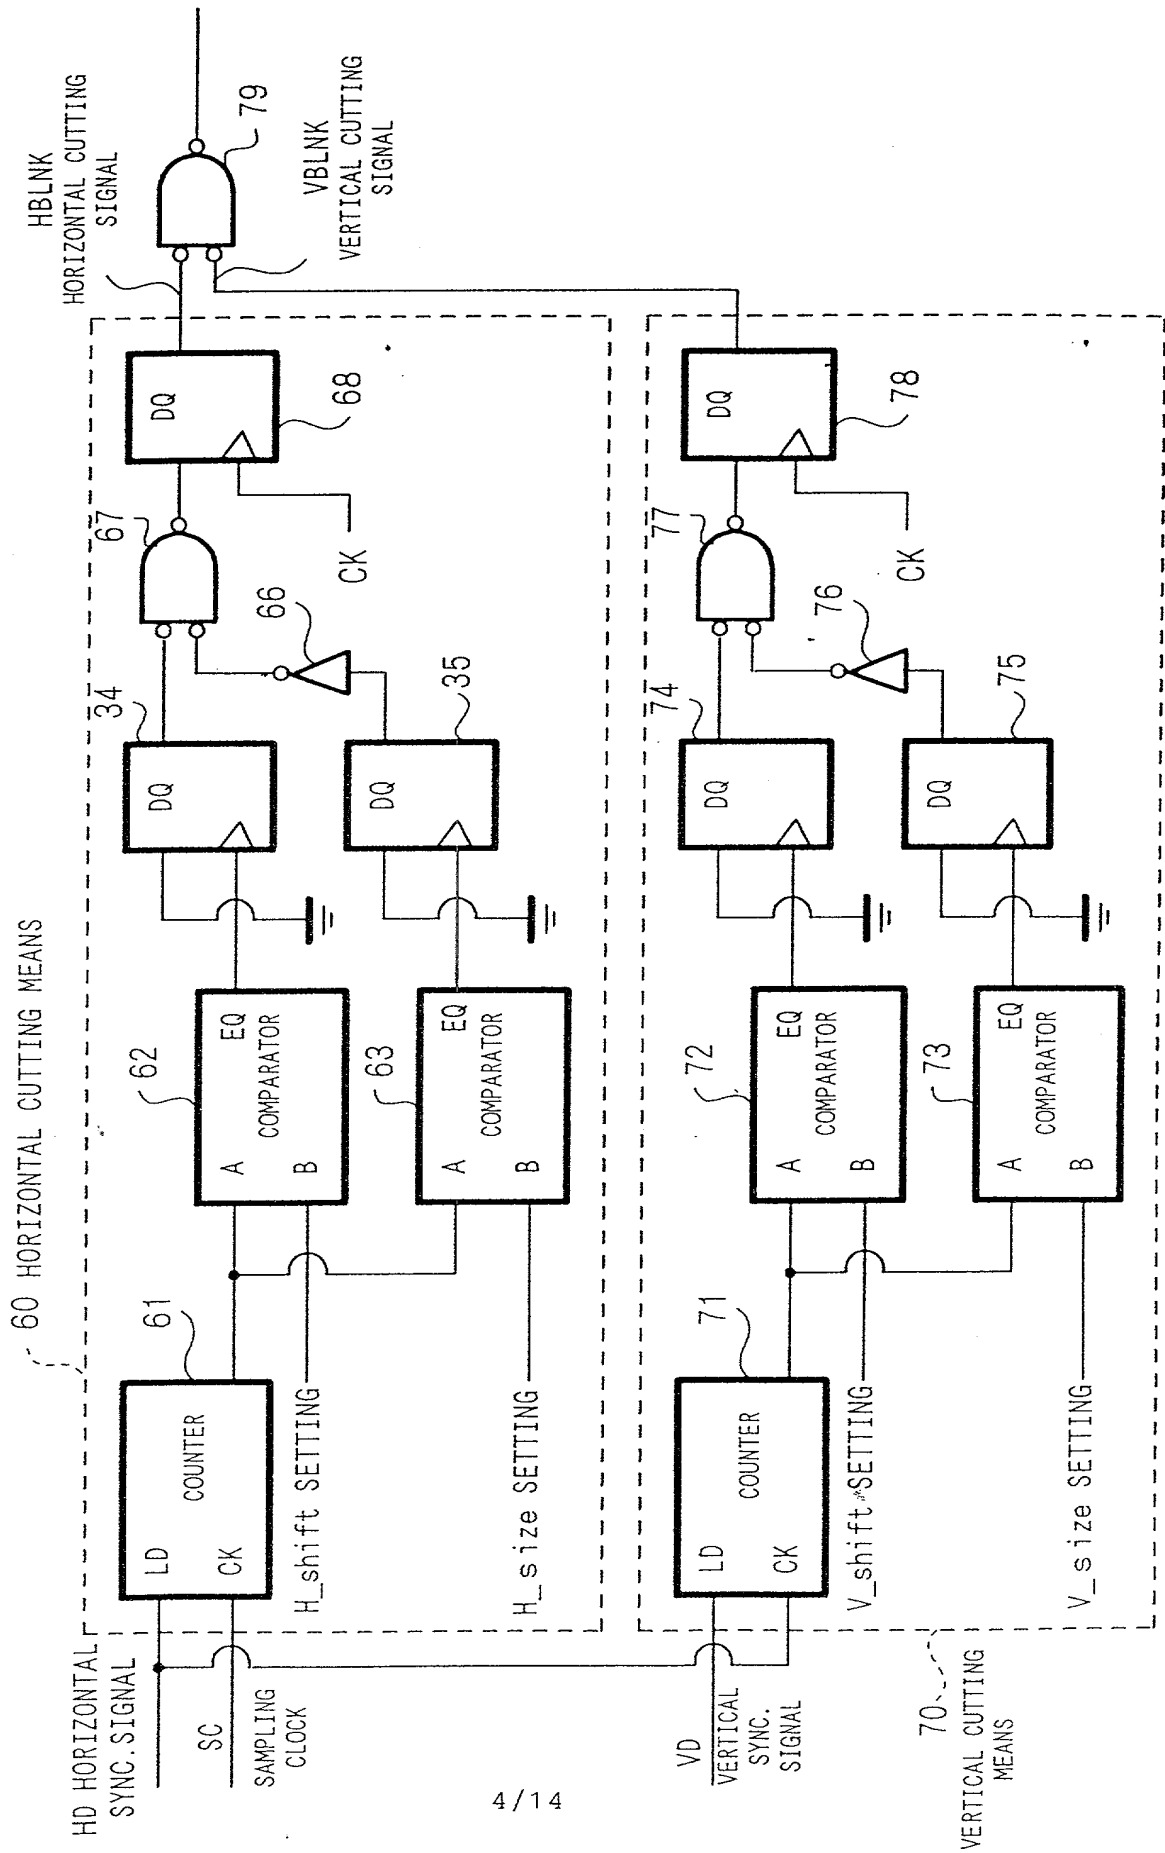 60 HORIZONTAL CUTTING MEANS
HD HORIZONTAL
SYNC.SIGNAL
SC
SAMPLING
CLOCK
LD
CK
COUNTER
61
H_shift SETTING
H_size SETTING
A
B
COMPARATOR
EQ
62
A
B
COMPARATOR
EQ
63
DQ
34
DQ
35
66
67
CK
DQ
68
HBLNK
HORIZONTAL CUTTING
SIGNAL
79
VBLNK
VERTICAL CUTTING
SIGNAL
VD
VERTICAL
SYNC.
SIGNAL
LD
CK
COUNTER
71
V_shift SETTING
V_size SETTING
A
B
COMPARATOR
EQ
72
A
B
COMPARATOR
EQ
73
DQ
74
DQ
75
76
77
CK
DQ
78
70
VERTICAL CUTTING
MEANS
4/14